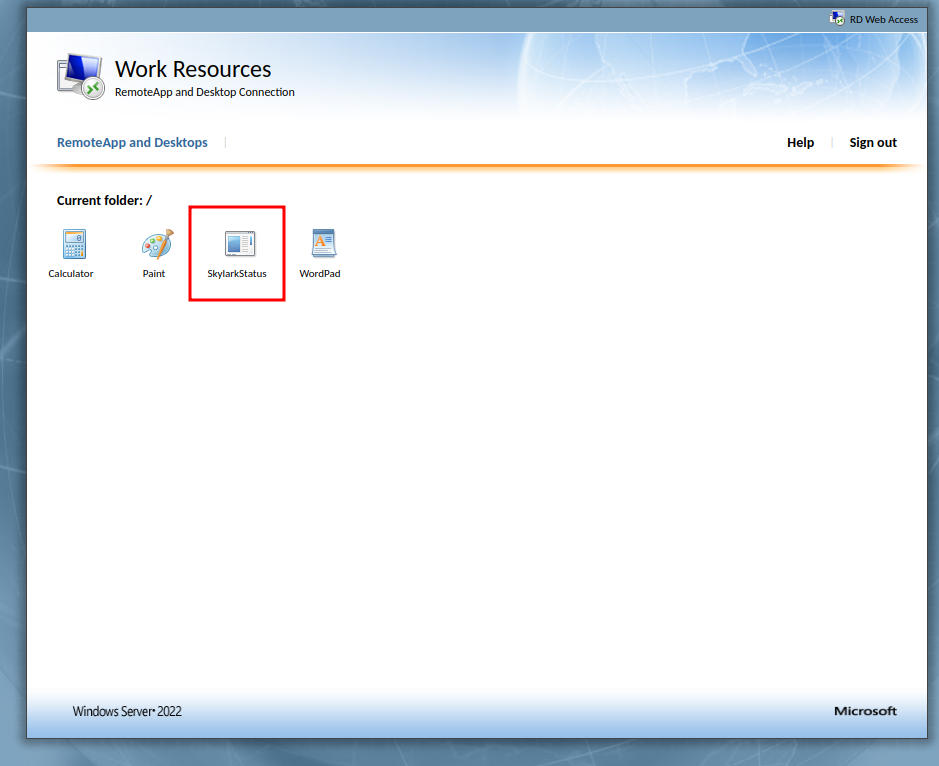 RD Web Access
Work Resources
RemoteApp and Desktop Connection
RemoteApp and Desktops
Help
Sign out
Current folder: /
Calculator
Paint
SkylarkStatus
WordPad
Windows Server 2022
Microsoft